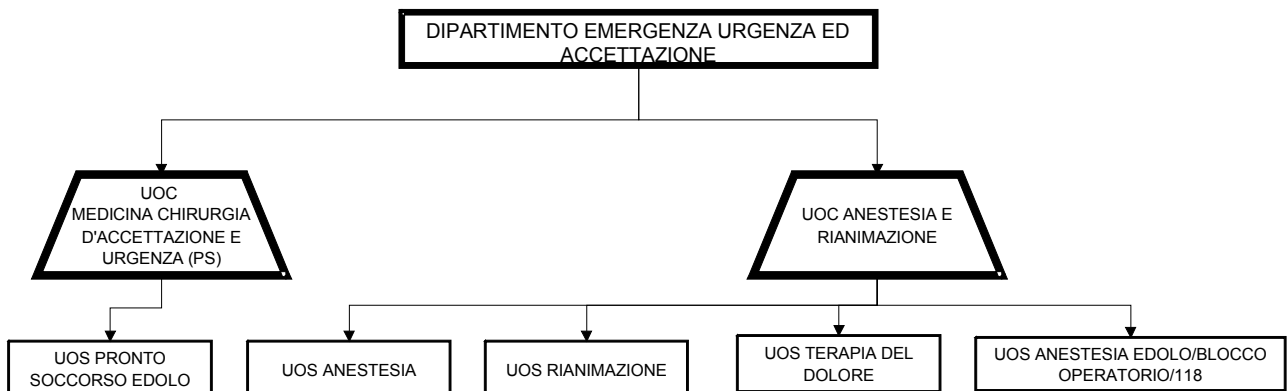 DIPARTIMENTO EMERGENZA URGENZA ED
ACCETTAZIONE
UOC
MEDICINA CHIRURGIA
D'ACCETTAZIONE E
URGENZA (PS)
UOC ANESTESIA E
RIANIMAZIONE
UOS PRONTO
SOCCORSO EDOLO
UOS ANESTESIA
UOS RIANIMAZIONE
UOS TERAPIA DEL
DOLORE
UOS ANESTESIA EDOLO/BLOCCO
OPERATORIO/118